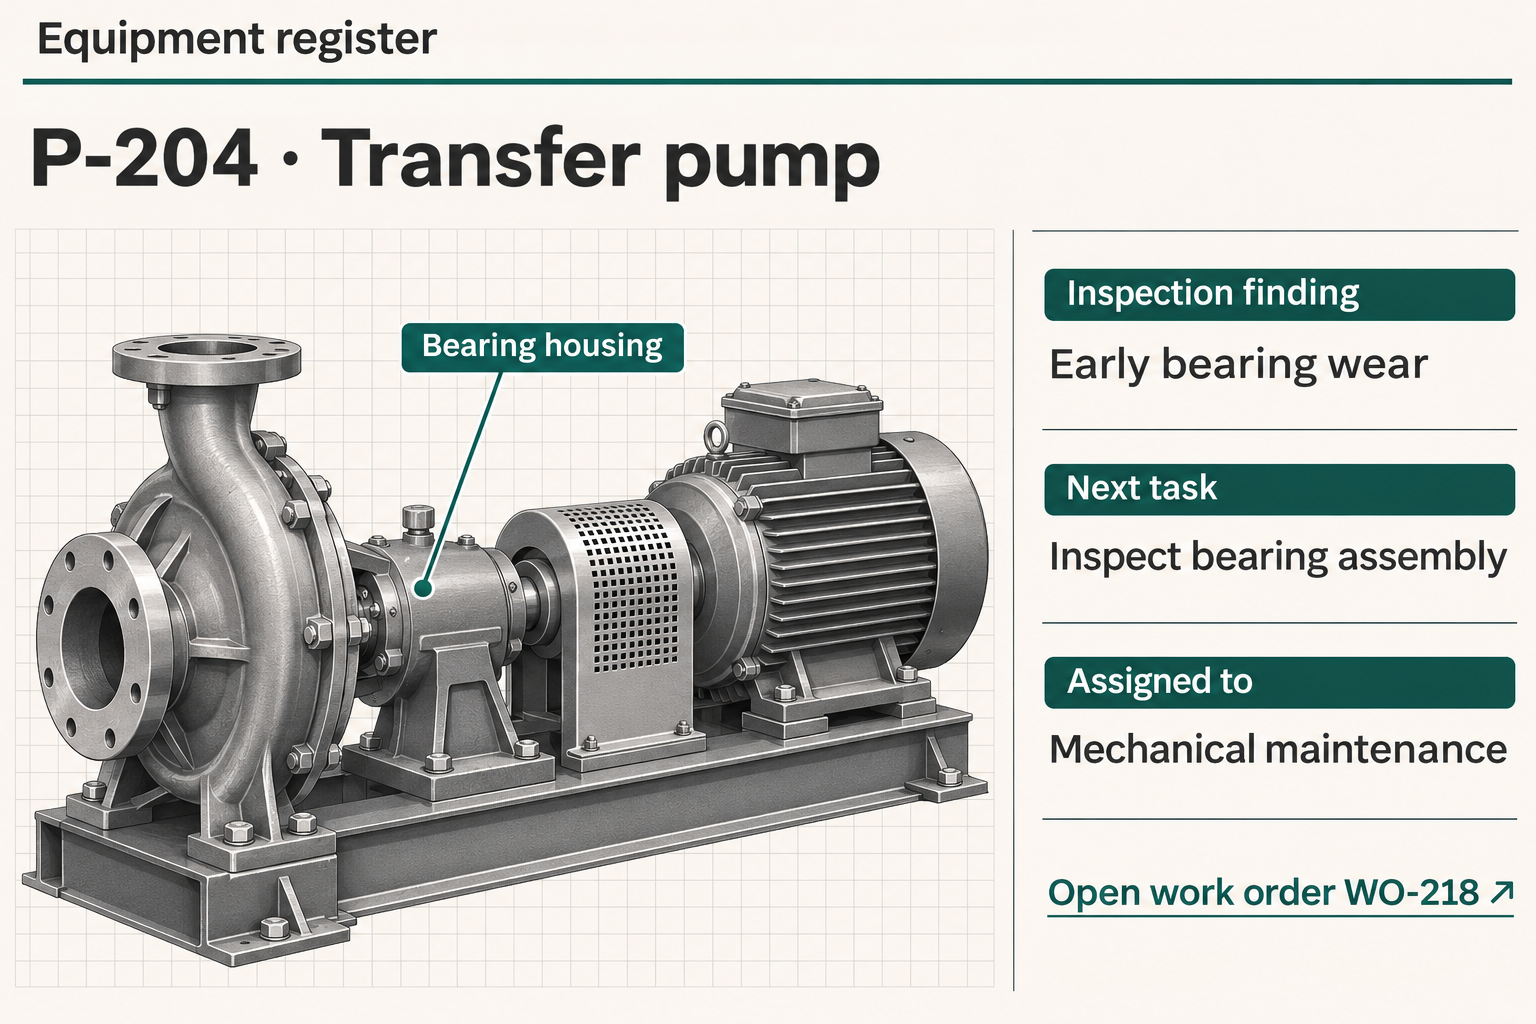 Equipment register
P-204 · Transfer pump
Bearing housing
Inspection finding
Early bearing wear
Next task
Inspect bearing assembly
Assigned to
Mechanical maintenance
Open work order WO-218 ↗